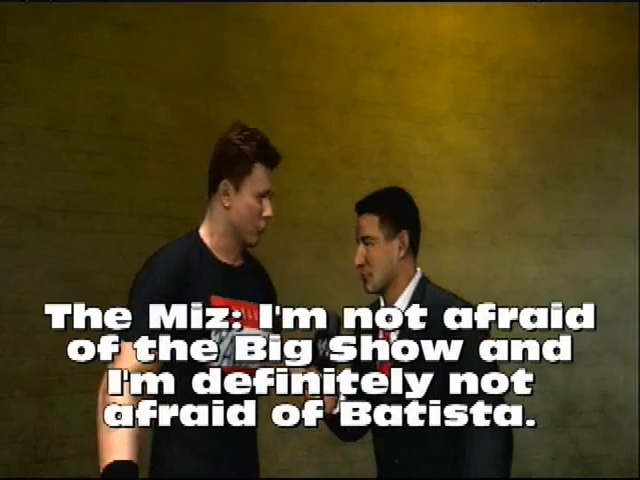 The Miz: I'm not afraid
of the Big Show and
I'm definitely not
afraid of Batista.